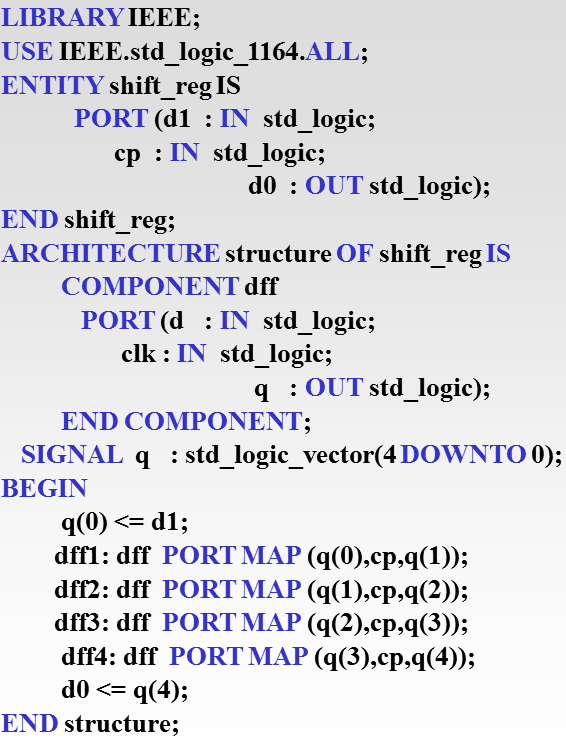 LIBRARY IEEE;
USE IEEE.std_logic_1164.ALL;
ENTITY shift_reg IS
PORT (d1 : IN std_logic;
cp : IN std_logic;
d0 : OUT std_logic);
END shift_reg;
ARCHITECTURE structure OF shift_reg IS
COMPONENT dff
PORT (d : IN std_logic;
clk : IN std_logic;
q : OUT std_logic);
END COMPONENT;
SIGNAL q : std_logic_vector(4 DOWNTO 0);
BEGIN
q(0) <= d1;
dff1: dff PORT MAP (q(0),cp,q(1));
dff2: dff PORT MAP (q(1),cp,q(2));
dff3: dff PORT MAP (q(2),cp,q(3));
dff4: dff PORT MAP (q(3),cp,q(4));
d0 <= q(4);
END structure;